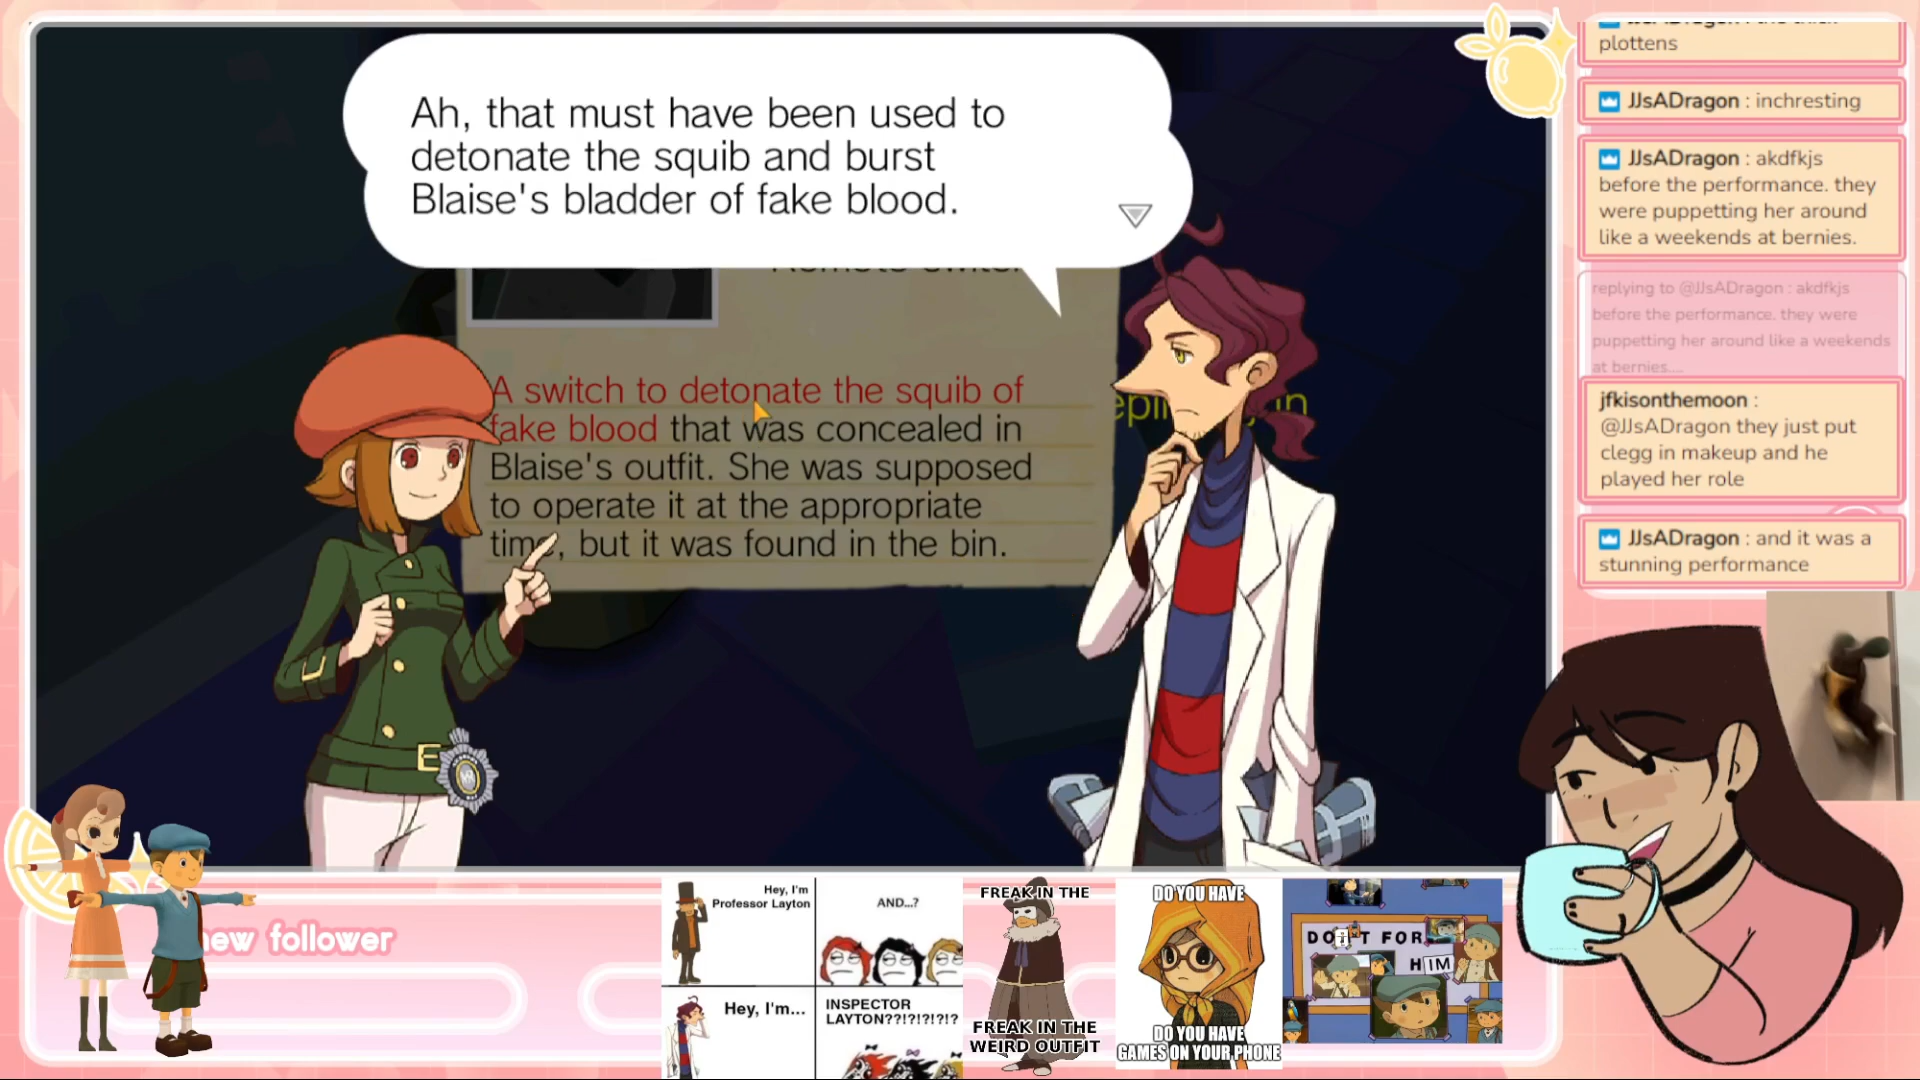 Ah, that must have been used to
detonate the squib and burst
Blaise's bladder of fake blood.
Remote Switch
A switch to detonate the squib of
fake blood that was concealed in
Blaise's outfit. She was supposed
to operate it at the appropriate
time, but it was found in the bin.
plottens
JJsADragon : inchresting
JJsADragon : akdfkjs
before the performance. they
were puppetting her around
like a weekends at bernies.
replying to @JJsADragon : akdfkjs
before the performance. they were
puppetting her around like a weekends
at bernies....
jfkisonthemoon :
@JJsADragon they just put
clegg in makeup and he
played her role
JJsADragon : and it was a
stunning performance
new follower
Hey, I'm
Professor Layton
AND...?
Hey, I'm...
INSPECTOR
LAYTON??!?!?!?!?
FREAK IN THE
FREAK IN THE
WEIRD OUTFIT
DO YOU HAVE
DO YOU HAVE
GAMES ON YOUR PHONE
DON'T FOR
HIM